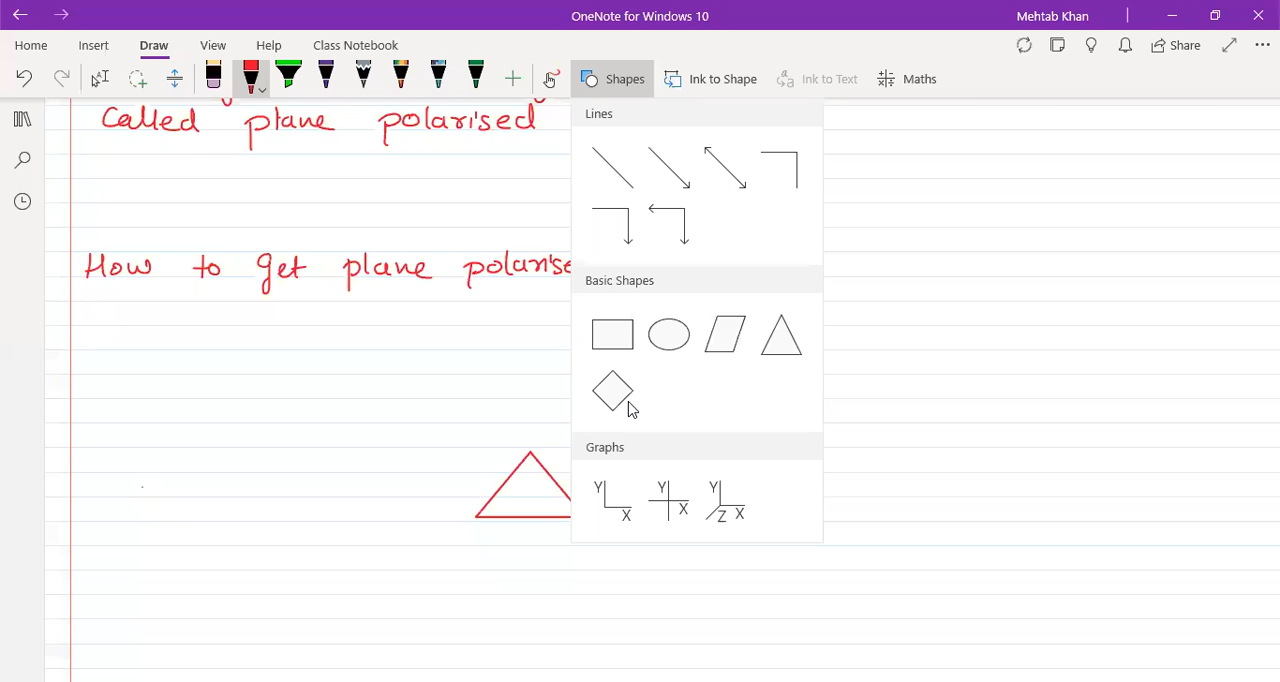 OneNote for Windows 10
Mehtab Khan
Home Insert Draw View Help Class Notebook
Share
Shapes Ink to Shape Ink to Text Maths
Called plane polarised
Lines
How to get plane polarise
Basic Shapes
Graphs
Y X Y X Y Z X